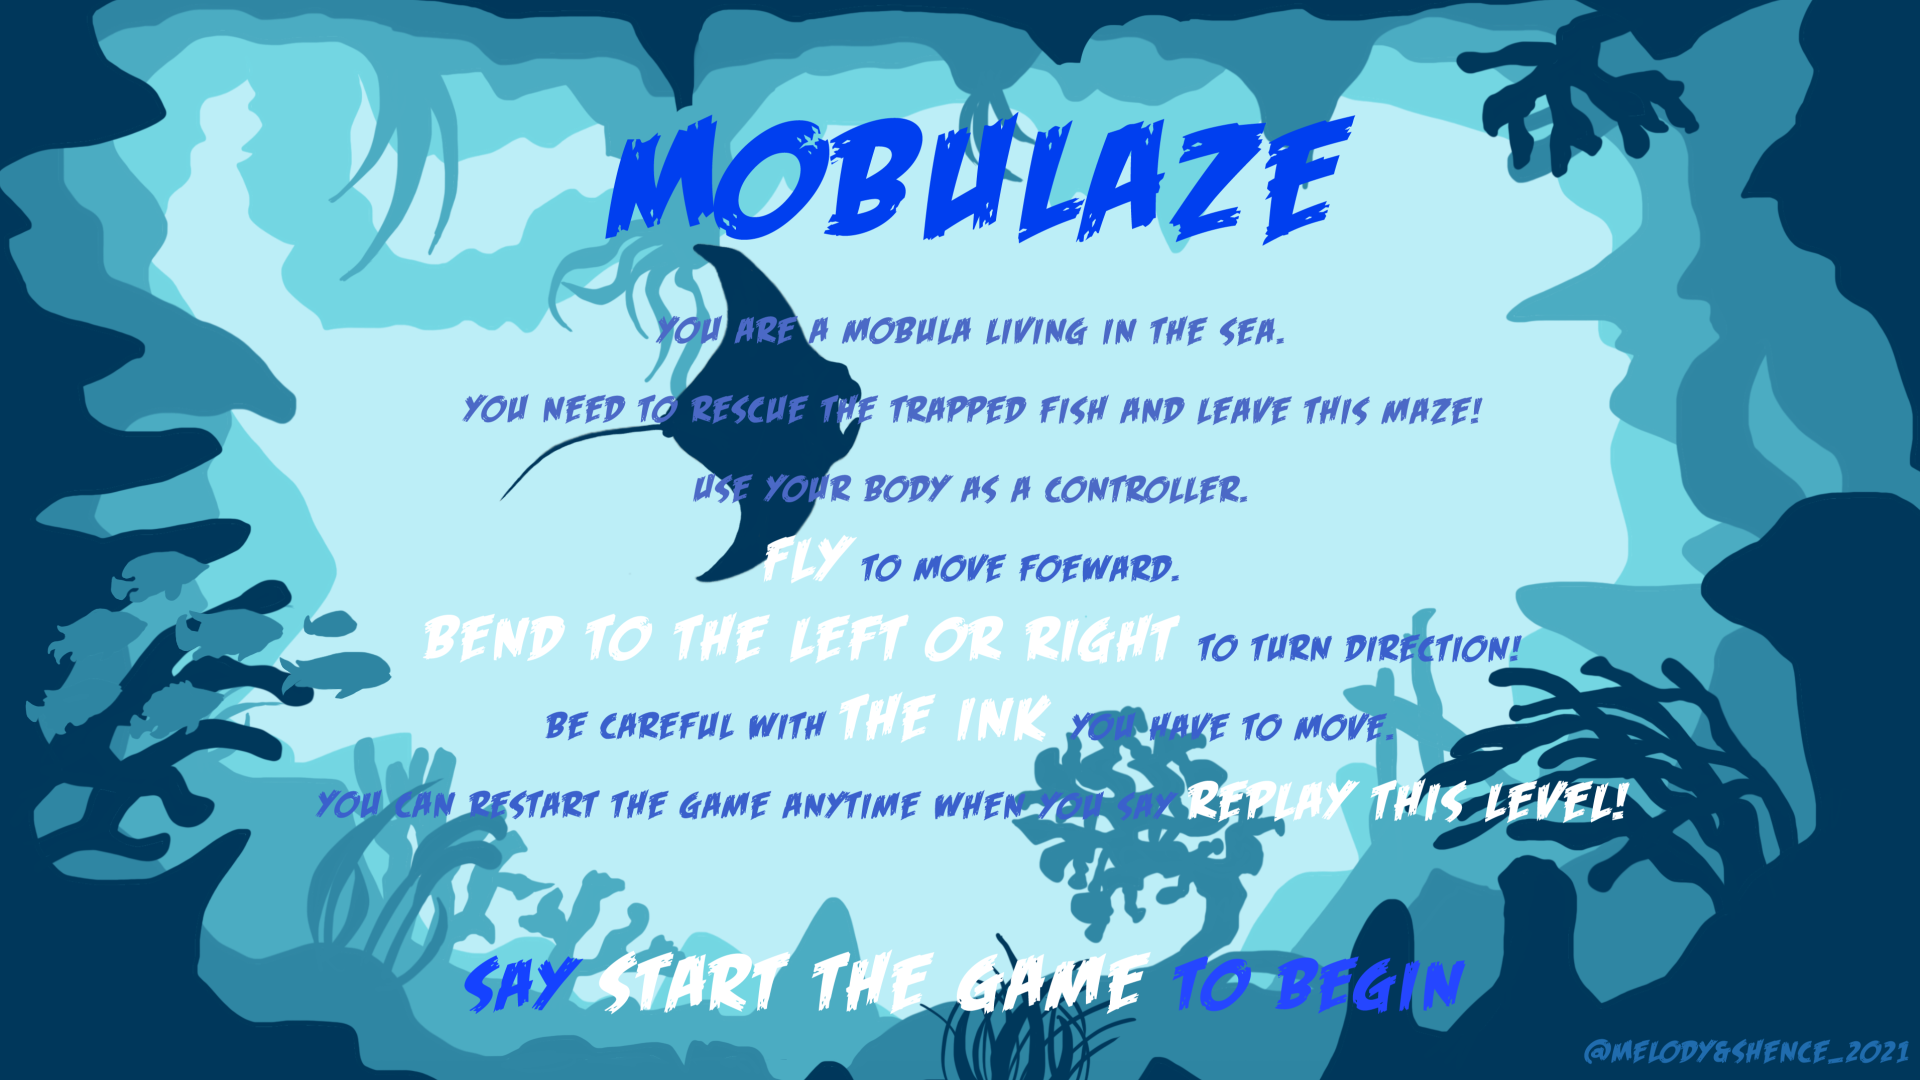 MOBULAZE
YOU ARE A MOBULA LIVING IN THE SEA.
YOU NEED TO RESCUE THE TRAPPED FISH AND LEAVE THIS MAZE!
USE YOUR BODY AS A CONTROLLER.
FLY TO MOVE FOEWARD.
BEND TO THE LEFT OR RIGHT TO TURN DIRECTION!
BE CAREFUL WITH THE INK YOU HAVE TO MOVE.
YOU CAN RESTART THE GAME ANYTIME WHEN YOU SAY REPLAY THIS LEVEL!
SAY START THE GAME TO BEGIN
@MELODY&SHENCE_2021